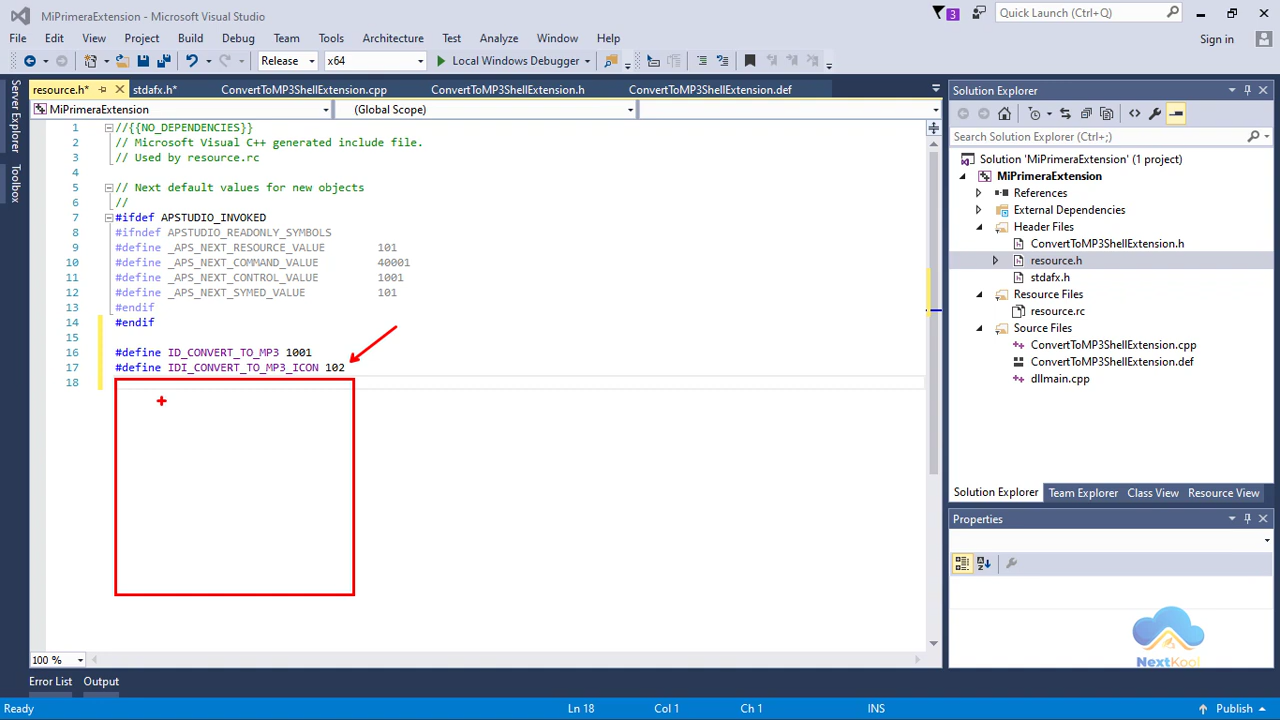 MiPrimeraExtension - Microsoft Visual Studio
3
Quick Launch (Ctrl+Q)
File Edit View Project Build Debug Team Tools Architecture Test Analyze Window Help
Sign in
Release x64 Local Windows Debugger
Server Explorer
Toolbox
resource.h* stdafx.h* ConvertToMP3ShellExtension.cpp ConvertToMP3ShellExtension.h ConvertToMP3ShellExtension.def
MiPrimeraExtension (Global Scope)
1 //{{NO_DEPENDENCIES}}
2 // Microsoft Visual C++ generated include file.
3 // Used by resource.rc
4
5 // Next default values for new objects
6 //
7 #ifdef APSTUDIO_INVOKED
8 #ifndef APSTUDIO_READONLY_SYMBOLS
9 #define _APS_NEXT_RESOURCE_VALUE 101
10 #define _APS_NEXT_COMMAND_VALUE 40001
11 #define _APS_NEXT_CONTROL_VALUE 1001
12 #define _APS_NEXT_SYMED_VALUE 101
13 #endif
14 #endif
15
16 #define ID_CONVERT_TO_MP3 1001
17 #define IDI_CONVERT_TO_MP3_ICON 102
18
100 %
Solution Explorer
Search Solution Explorer (Ctrl+;)
Solution 'MiPrimeraExtension' (1 project)
MiPrimeraExtension
References
External Dependencies
Header Files
ConvertToMP3ShellExtension.h
resource.h
stdafx.h
Resource Files
resource.rc
Source Files
ConvertToMP3ShellExtension.cpp
ConvertToMP3ShellExtension.def
dllmain.cpp
Solution Explorer Team Explorer Class View Resource View
Properties
NextKool
Error List Output
Ready Ln 18 Col 1 Ch 1 INS Publish